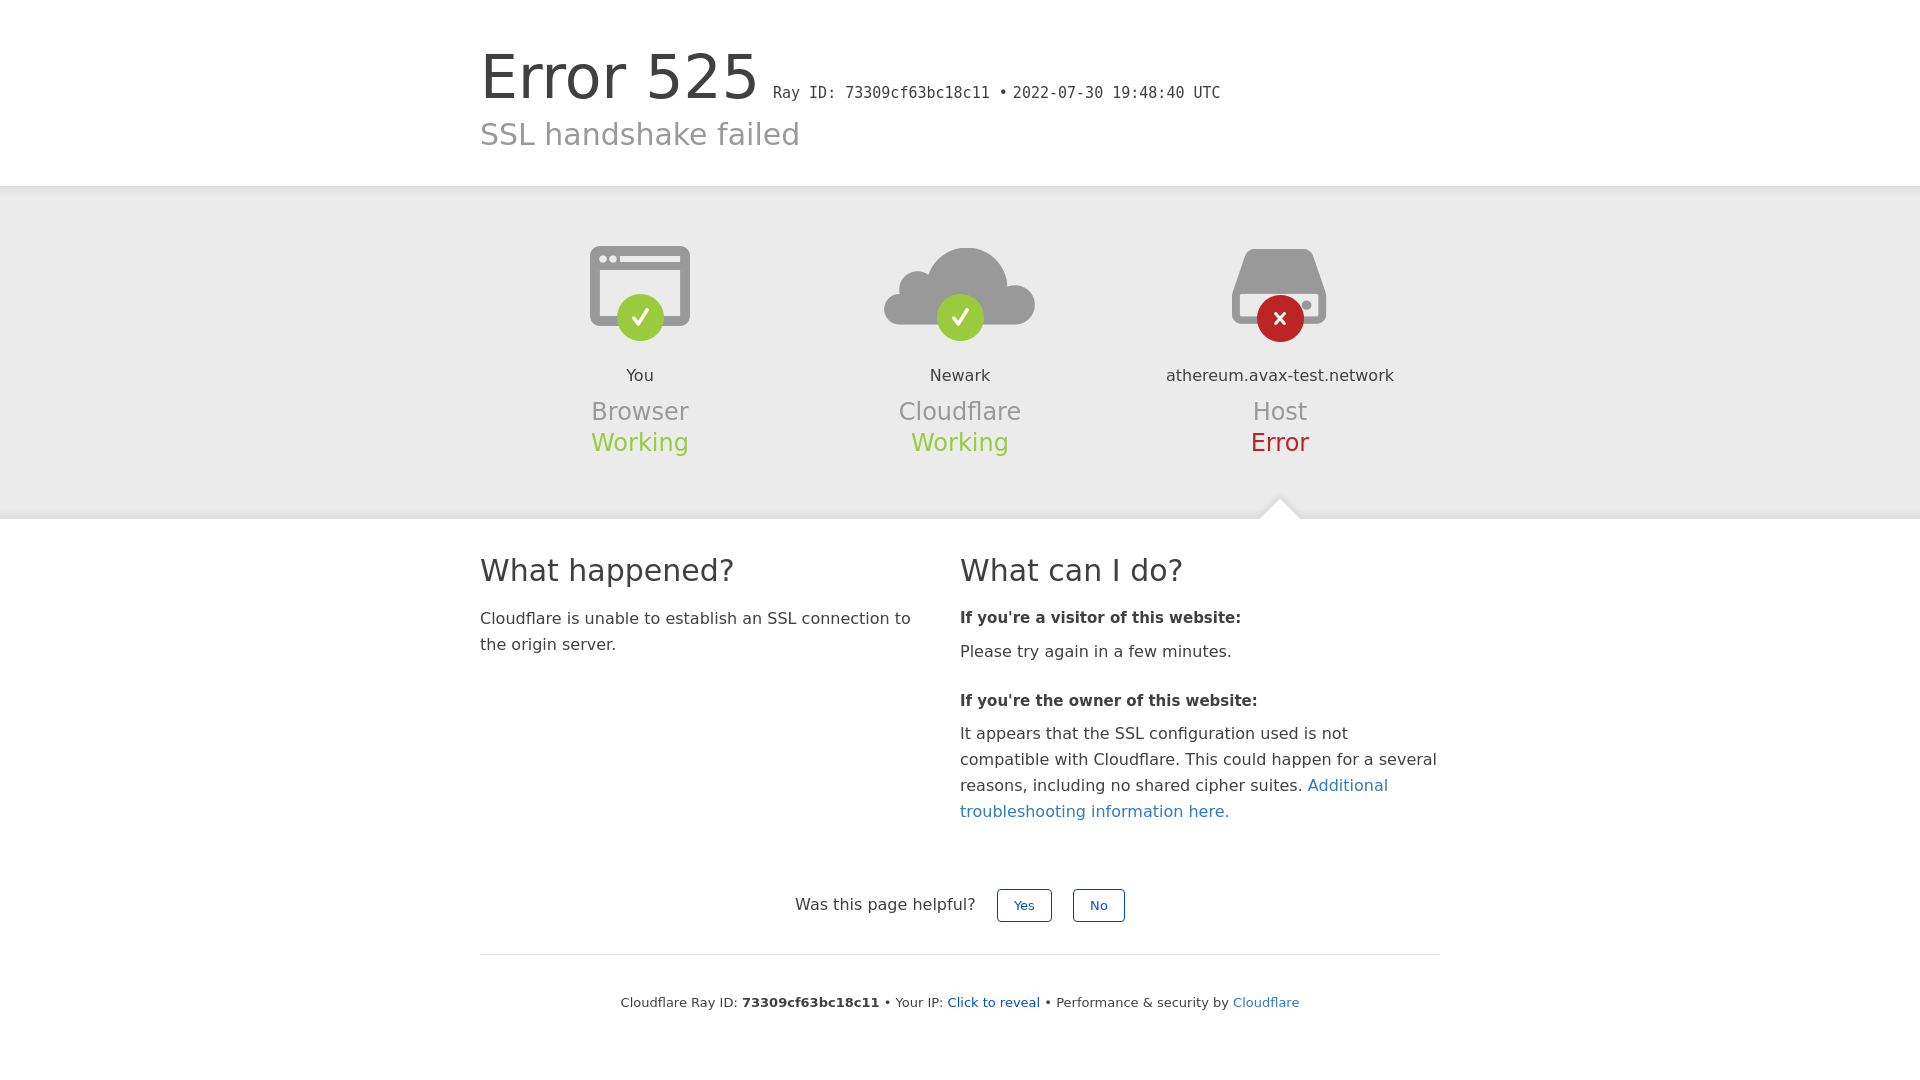 Error 525 Ray ID: 73309cf63bc18c11 • 2022-07-30 19:48:40 UTC
SSL handshake failed
You
Browser
Working
Newark
Cloudflare
Working
athereum.avax-test.network
Host
Error
What happened?
Cloudflare is unable to establish an SSL connection to
the origin server.
What can I do?
If you're a visitor of this website:
Please try again in a few minutes.
If you're the owner of this website:
It appears that the SSL configuration used is not
compatible with Cloudflare. This could happen for a several
reasons, including no shared cipher suites. Additional
troubleshooting information here.
Was this page helpful? Yes No
Cloudflare Ray ID: 73309cf63bc18c11 • Your IP: Click to reveal • Performance & security by Cloudflare